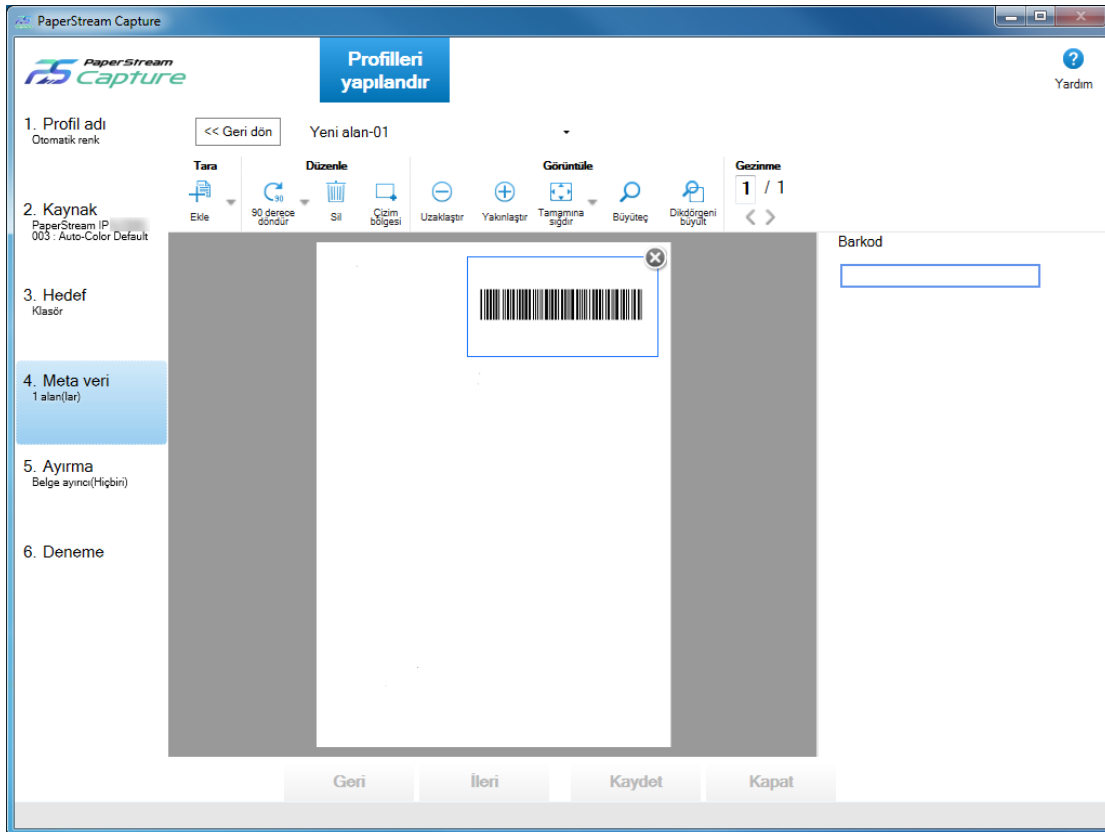 PaperStream Capture
PaperStream
Capture
Profilleri
yapılandır
Yardım
1. Profil adı
Otomatik renk
2. Kaynak
PaperStream IP
003 : Auto-Color Default
3. Hedef
Klasör
4. Meta veri
1 alan(lar)
5. Ayırma
Belge ayırıcı(Hiçbiri)
6. Deneme
<< Geri dön
Yeni alan-01
Tara
Düzenle
Görüntüle
Gezinme
90
1 / 1
Ekle
90 derece
döndür
Sil
Çizim
bölgesi
Uzaklaştır
Yakınlaştır
Tamamına
sığdır
Büyüteç
Dikdörgeni
büyült
< >
Barkod
Geri
İleri
Kaydet
Kapat